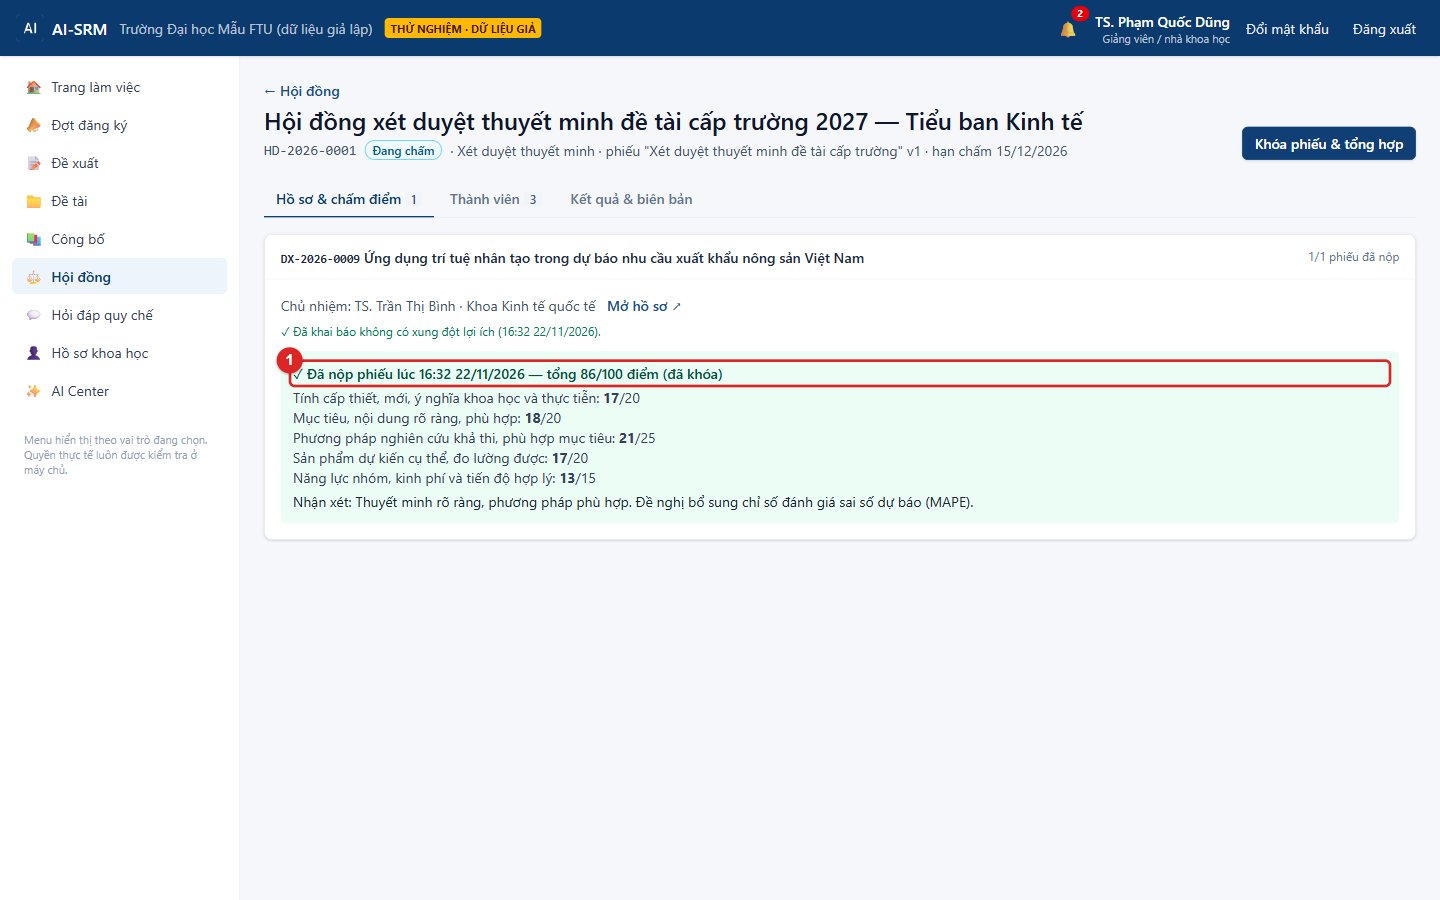 AI AI-SRM Trường Đại học Mẫu FTU (dữ liệu giả lập) THỬ NGHIỆM · DỮ LIỆU GIẢ
2 TS. Phạm Quốc Dũng
Giảng viên / nhà khoa học
Đổi mật khẩu
Đăng xuất
Trang làm việc
Đợt đăng ký
Đề xuất
Đề tài
Công bố
Hội đồng
Hỏi đáp quy chế
Hồ sơ khoa học
AI Center
Menu hiển thị theo vai trò đang chọn.
Quyền thực tế luôn được kiểm tra ở
máy chủ.
← Hội đồng
Hội đồng xét duyệt thuyết minh đề tài cấp trường 2027 — Tiểu ban Kinh tế
HD-2026-0001 Đang chấm · Xét duyệt thuyết minh · phiếu "Xét duyệt thuyết minh đề tài cấp trường" v1 · hạn chấm 15/12/2026
Khóa phiếu & tổng hợp
Hồ sơ & chấm điểm 1 Thành viên 3 Kết quả & biên bản
DX-2026-0009 Ứng dụng trí tuệ nhân tạo trong dự báo nhu cầu xuất khẩu nông sản Việt Nam
1/1 phiếu đã nộp
Chủ nhiệm: TS. Trần Thị Bình · Khoa Kinh tế quốc tế Mở hồ sơ ↗
✓ Đã khai báo không có xung đột lợi ích (16:32 22/11/2026).
1
✓ Đã nộp phiếu lúc 16:32 22/11/2026 — tổng 86/100 điểm (đã khóa)
Tính cấp thiết, mới, ý nghĩa khoa học và thực tiễn: 17/20
Mục tiêu, nội dung rõ ràng, phù hợp: 18/20
Phương pháp nghiên cứu khả thi, phù hợp mục tiêu: 21/25
Sản phẩm dự kiến cụ thể, đo lường được: 17/20
Năng lực nhóm, kinh phí và tiến độ hợp lý: 13/15
Nhận xét: Thuyết minh rõ ràng, phương pháp phù hợp. Đề nghị bổ sung chỉ số đánh giá sai số dự báo (MAPE).